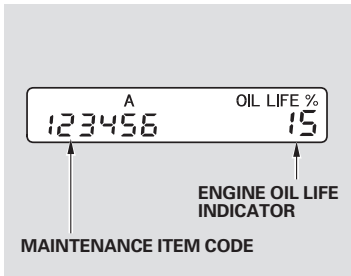 A OIL LIFE %
123456 15
ENGINE OIL LIFE
INDICATOR
MAINTENANCE ITEM CODE